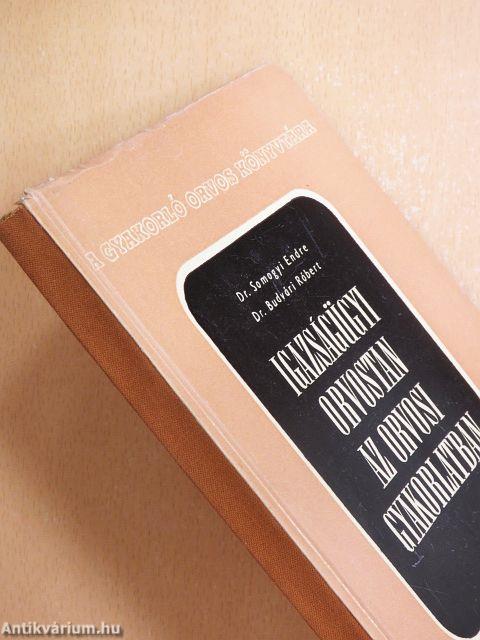 A GYAKORLÓ ORVOS KÖNYVTÁRA
Dr. Somogyi Endre
Dr. Budvári Róbert
IGAZSÁGÜGYI
ORVOSTAN
AZ ORVOSI
GYAKORLATBAN
Antikvárium.hu